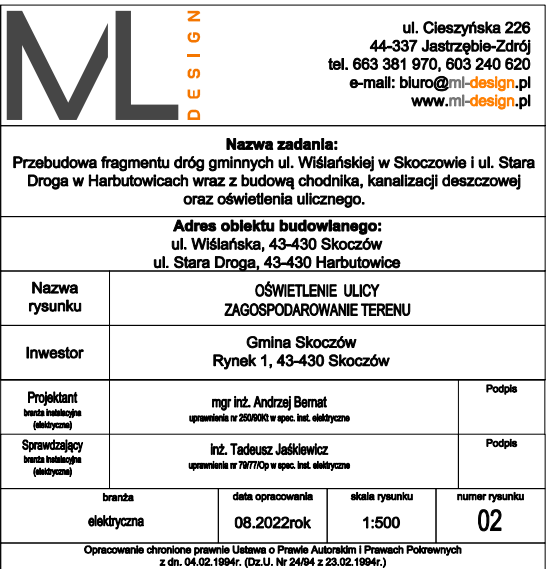 ML DESIGN
ul. Cieszyńska 226
44-337 Jastrzębie-Zdrój
tel. 663 381 970, 603 240 620
e-mail: biuro@ml-design.pl
www.ml-design.pl
Nazwa zadania:
Przebudowa fragmentu dróg gminnych ul. Wiślańskiej w Skoczowie i ul. Stara
Droga w Harbutowicach wraz z budową chodnika, kanalizacji deszczowej
oraz oświetlenia ulicznego.
Adres obiektu budowlanego:
ul. Wiślańska, 43-430 Skoczów
ul. Stara Droga, 43-430 Harbutowice
Nazwa
rysunku
OŚWIETLENIE ULICY
ZAGOSPODAROWANIE TERENU
Inwestor
Gmina Skoczów
Rynek 1, 43-430 Skoczów
Projektant
branża instalacyjna
(elektryczna)
mgr inż. Andrzej Bernat
uprawnienia nr 250/90Kt w spec. inst. elektryczne
Podpis
Sprawdzający
branża instalacyjna
(elektryczna)
inż. Tadeusz Jaśkiewicz
uprawnienia nr 79/77/Op w spec. inst. elektryczne
Podpis
branża
elektryczna
data opracowania
08.2022rok
skala rysunku
1:500
numer rysunku
02
Opracowanie chronione prawnie Ustawa o Prawie Autorskim i Prawach Pokrewnych
z dn. 04.02.1994r. (Dz.U. Nr 24/94 z 23.02.1994r.)